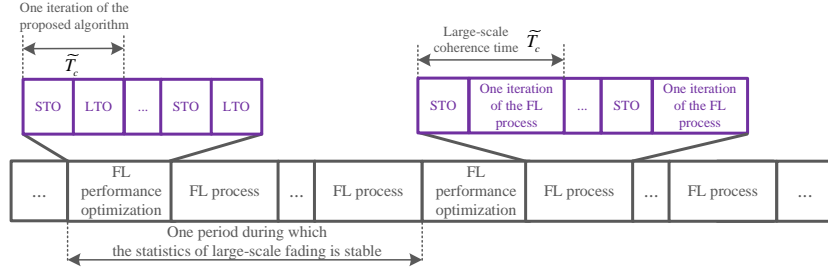 One iteration of
the proposed algorithm
T̃_c
STO LTO ... STO LTO
Large-scale
coherence time T̃_c
STO One iteration of the FL process ... STO One iteration of the FL process
... FL performance optimization FL process ... FL process FL performance optimization FL process ... FL process ...
One period during which
the statistics of large-scale fading is stable